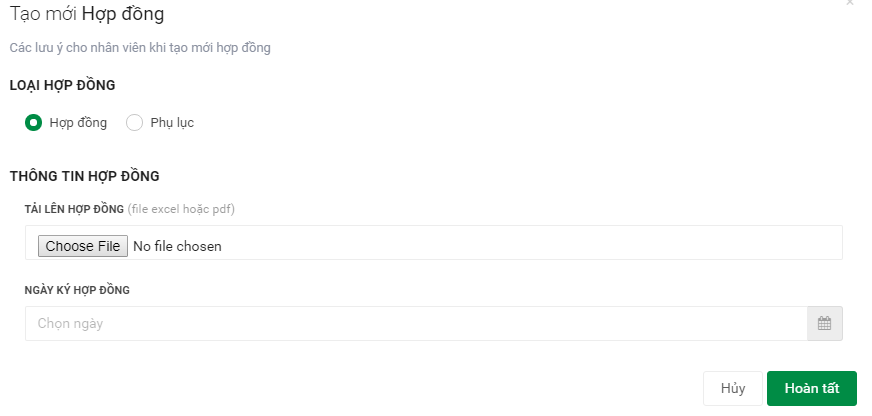 Tạo mới Hợp đồng
Các lưu ý cho nhân viên khi tạo mới hợp đồng
LOẠI HỢP ĐỒNG
Hợp đồng Phụ lục
THÔNG TIN HỢP ĐỒNG
TẢI LÊN HỢP ĐỒNG (file excel hoặc pdf)
Choose File No file chosen
NGÀY KÝ HỢP ĐỒNG
Chọn ngày
Hủy Hoàn tất